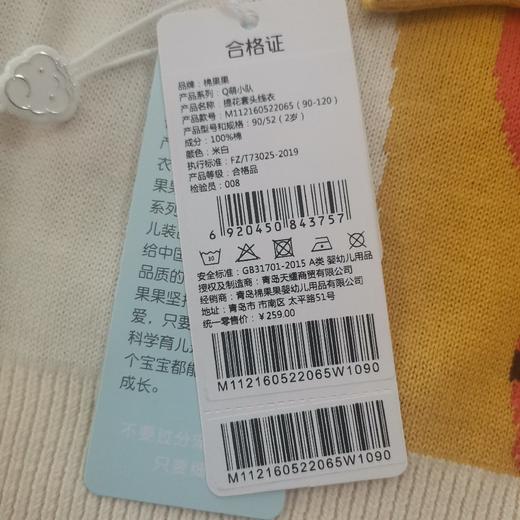 合格证
品牌：棉果果
产品系列：Q萌小队
产品名称：提花套头线衣
产品款号：M112160522065（90-120）
产品型号和规格：90/52（2岁）
成分：100%棉
颜色：米白
执行标准：FZ/T73025-2019
产品等级：合格品
检验员：008
6 920450 843757
安全标准：GB31701-2015 A类 婴幼儿用品
授权及制造商：青岛天耀商贸有限公司
经销商：青岛棉果果婴幼儿用品有限公司
地址：青岛市 市南区 太平路51号
统一零售价：￥259.00
M112160522065W1090
M112160522065W1090
产
衣
果果
系列
儿装
给中国
品质的
果果坚持
爱，只要
科学育儿
个宝宝都能
成长。
不要过分
只要